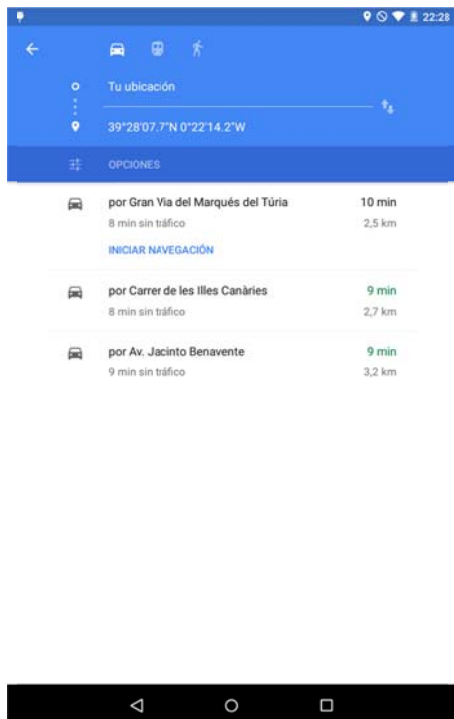 22:28
Tu ubicación
39°28'07.7"N 0°22'14.2"W
OPCIONES
por Gran Via del Marqués del Túria 10 min
8 min sin tráfico 2,5 km
INICIAR NAVEGACIÓN
por Carrer de les Illes Canàries 9 min
8 min sin tráfico 2,7 km
por Av. Jacinto Benavente 9 min
9 min sin tráfico 3,2 km